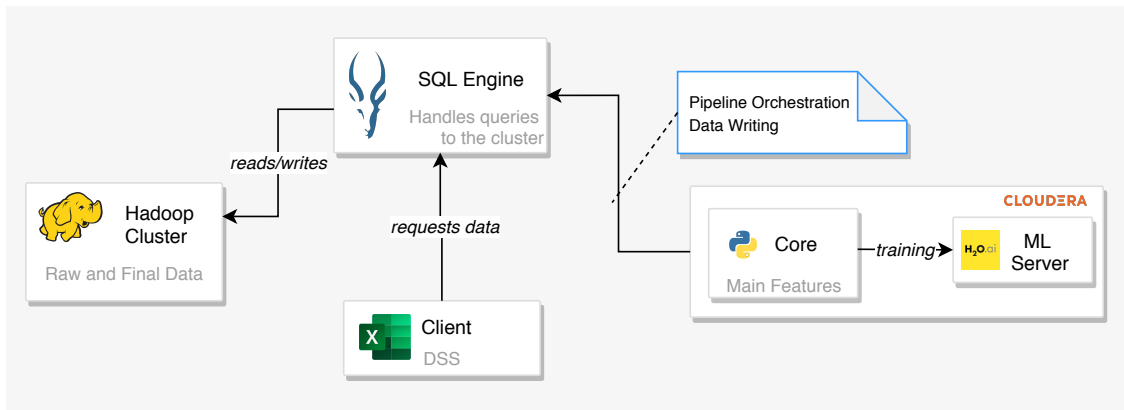 SQL Engine
Handles queries
to the cluster
Pipeline Orchestration
Data Writing
reads/writes
Hadoop
Cluster
Raw and Final Data
requests data
CLOUDERA
Core
Main Features
training
H2O.ai
ML
Server
X
Client
DSS